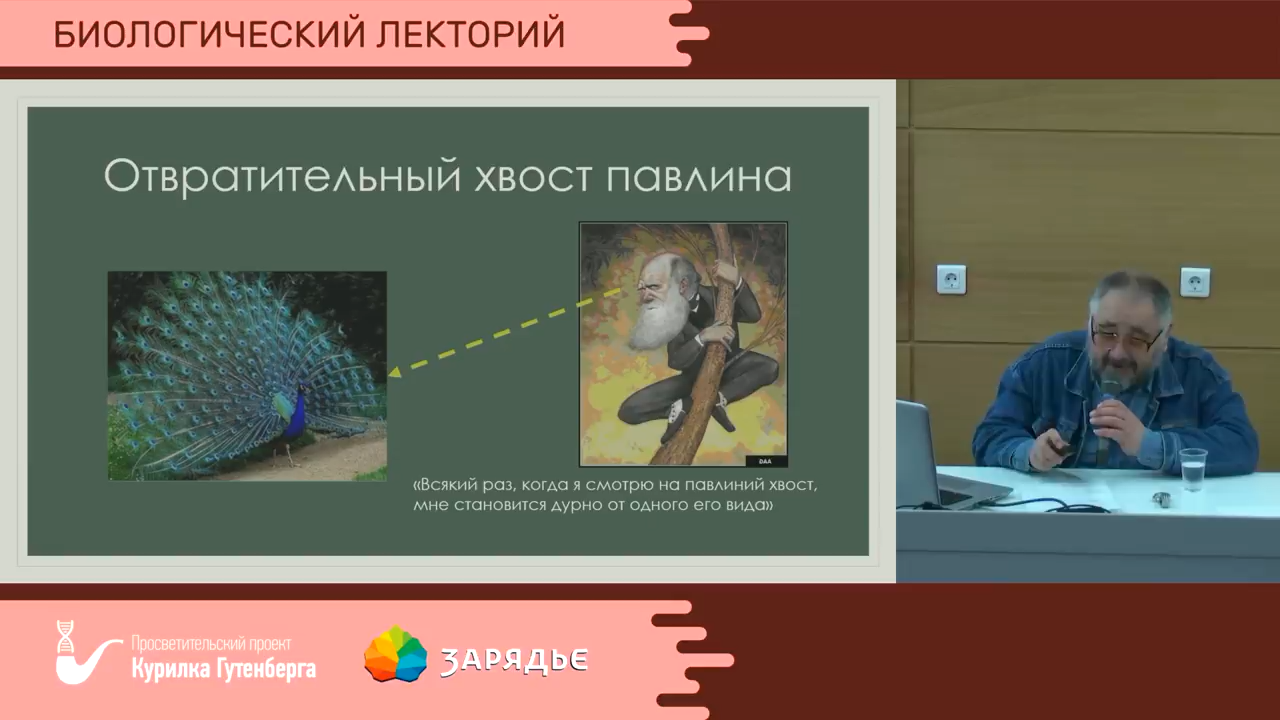 БИОЛОГИЧЕСКИЙ ЛЕКТОРИЙ
Отвратительный хвост павлина
DAA
«Всякий раз, когда я смотрю на павлиний хвост,
мне становится дурно от одного его вида»
Просветительский проект
Курилка Гутенберга
ЗАРЯДЬЕ